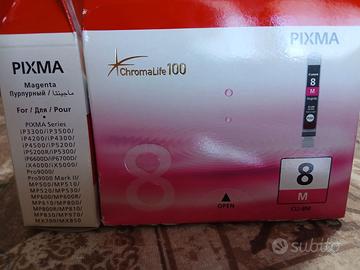 PIXMA
Magenta
Пурпурный / ماجينتا
For / Для / Pour
PIXMA Series
iP3300/iP3500/
iP4200/iP4300/
iP4500/iP5200/
iP5200R/iP5300/
iP6600D/iP6700D/
iX4000/iX5000/
Pro9000/
Pro9000 Mark II/
MP500/MP510/
MP520/MP530/
MP600/MP600R/
MP610/MP800/
MP800R/MP810/
MP830/MP970/
MX700/MX850
ChromaLife100
PIXMA
8
M
8
OPEN
8
M
CLI-8M
subito